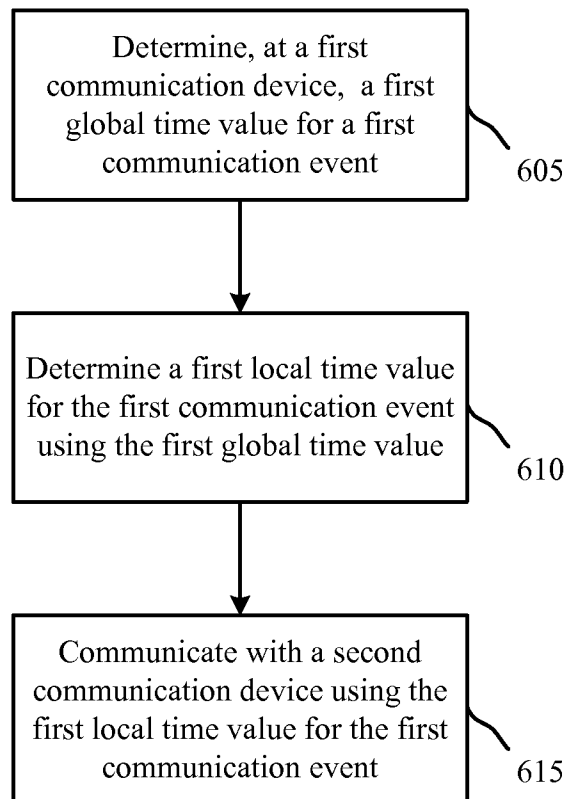 Determine, at a first
communication device, a first
global time value for a first
communication event
605
Determine a first local time value
for the first communication event
using the first global time value
610
Communicate with a second
communication device using the
first local time value for the first
communication event
615